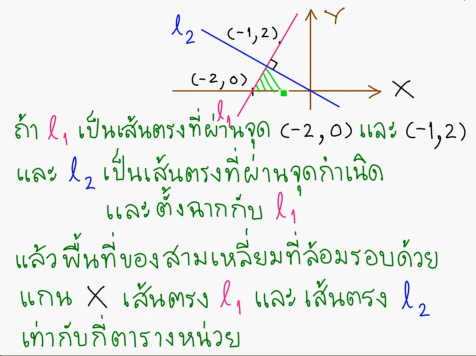 Y
l₂
(-1,2)
(-2,0)
X
l₁
ถ้า l₁ เป็นเส้นตรงที่ผ่านจุด (-2,0) และ (-1,2)
และ l₂ เป็นเส้นตรงที่ผ่านจุดกำเนิด
และตั้งฉากกับ l₁
แล้วพื้นที่ของสามเหลี่ยมที่ล้อมรอบด้วย
แกน X เส้นตรง l₁ และ เส้นตรง l₂
เท่ากับกี่ตารางหน่วย